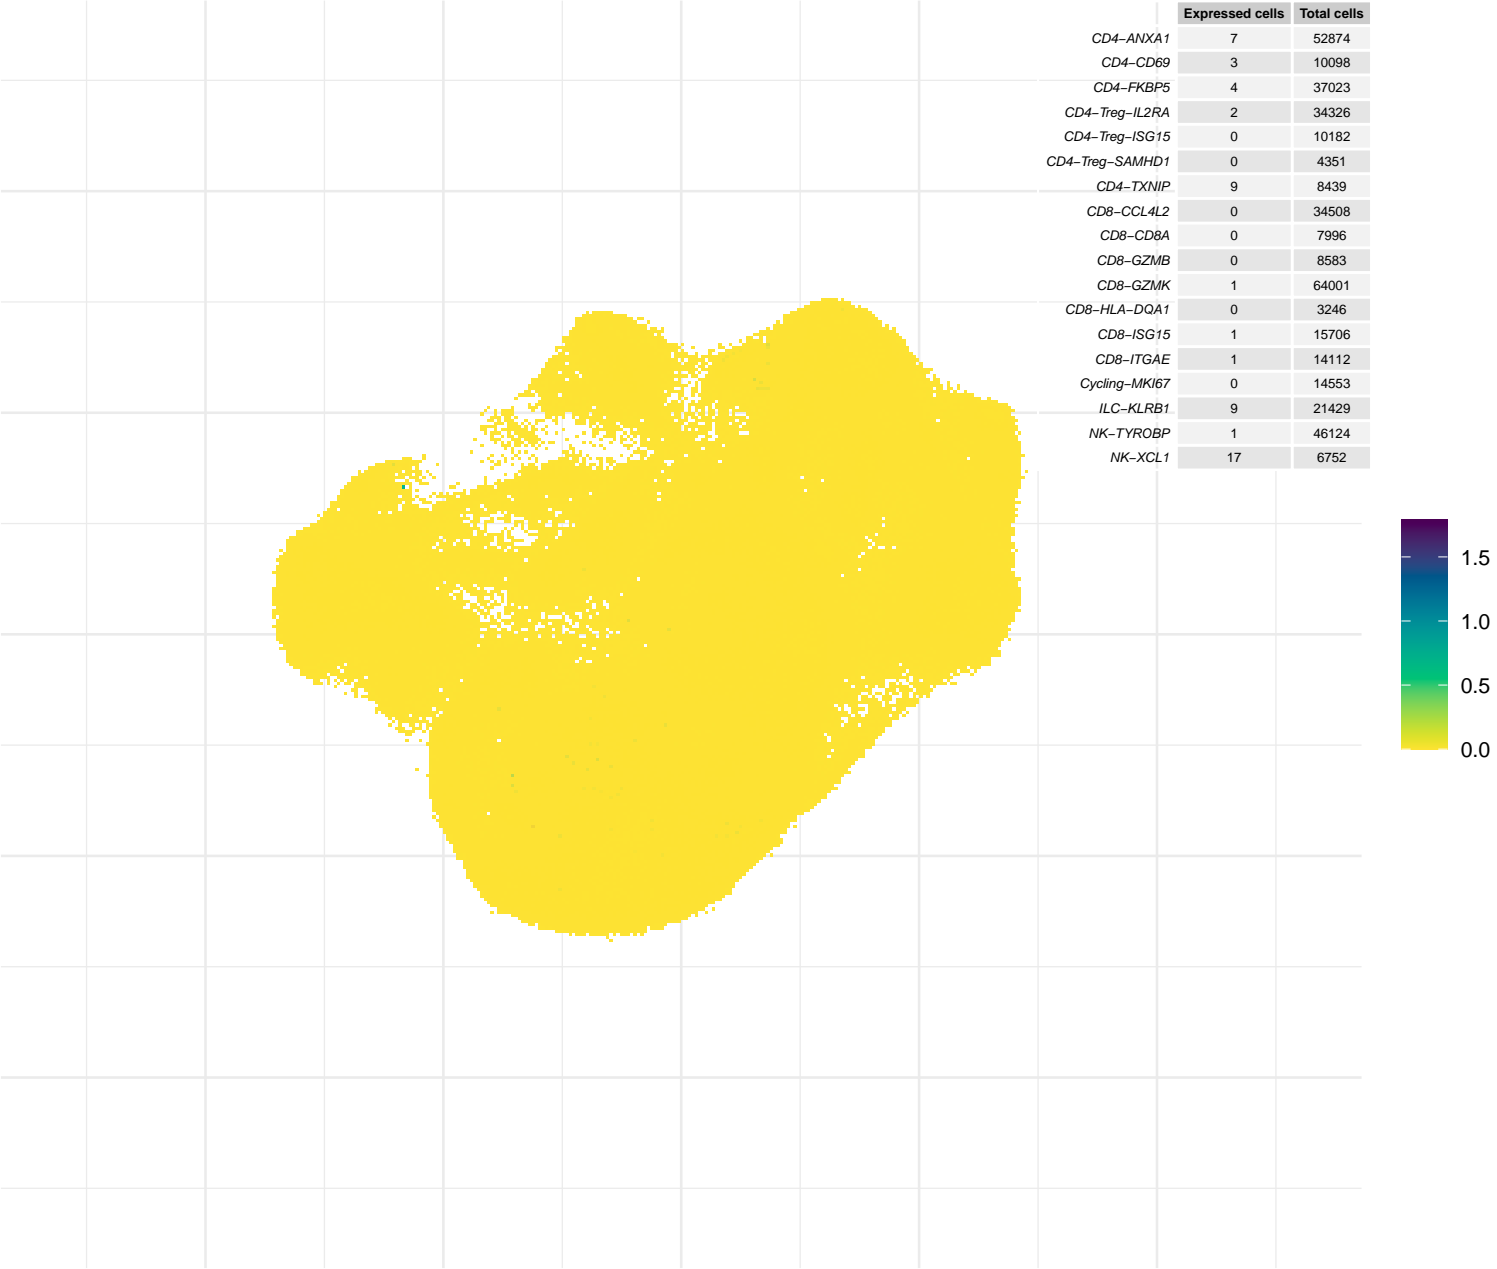 Expressed cells Total cells
CD4−ANXA1 7 52874
CD4−CD69 3 10098
CD4−FKBP5 4 37023
CD4−Treg−IL2RA 2 34326
CD4−Treg−ISG15 0 10182
CD4−Treg−SAMHD1 0 4351
CD4−TXNIP 9 8439
CD8−CCL4L2 0 34508
CD8−CD8A 0 7996
CD8−GZMB 0 8583
CD8−GZMK 1 64001
CD8−HLA−DQA1 0 3246
CD8−ISG15 1 15706
CD8−ITGAE 1 14112
Cycling−MKI67 0 14553
ILC−KLRB1 9 21429
NK−TYROBP 1 46124
NK−XCL1 17 6752
1.5
1.0
0.5
0.0